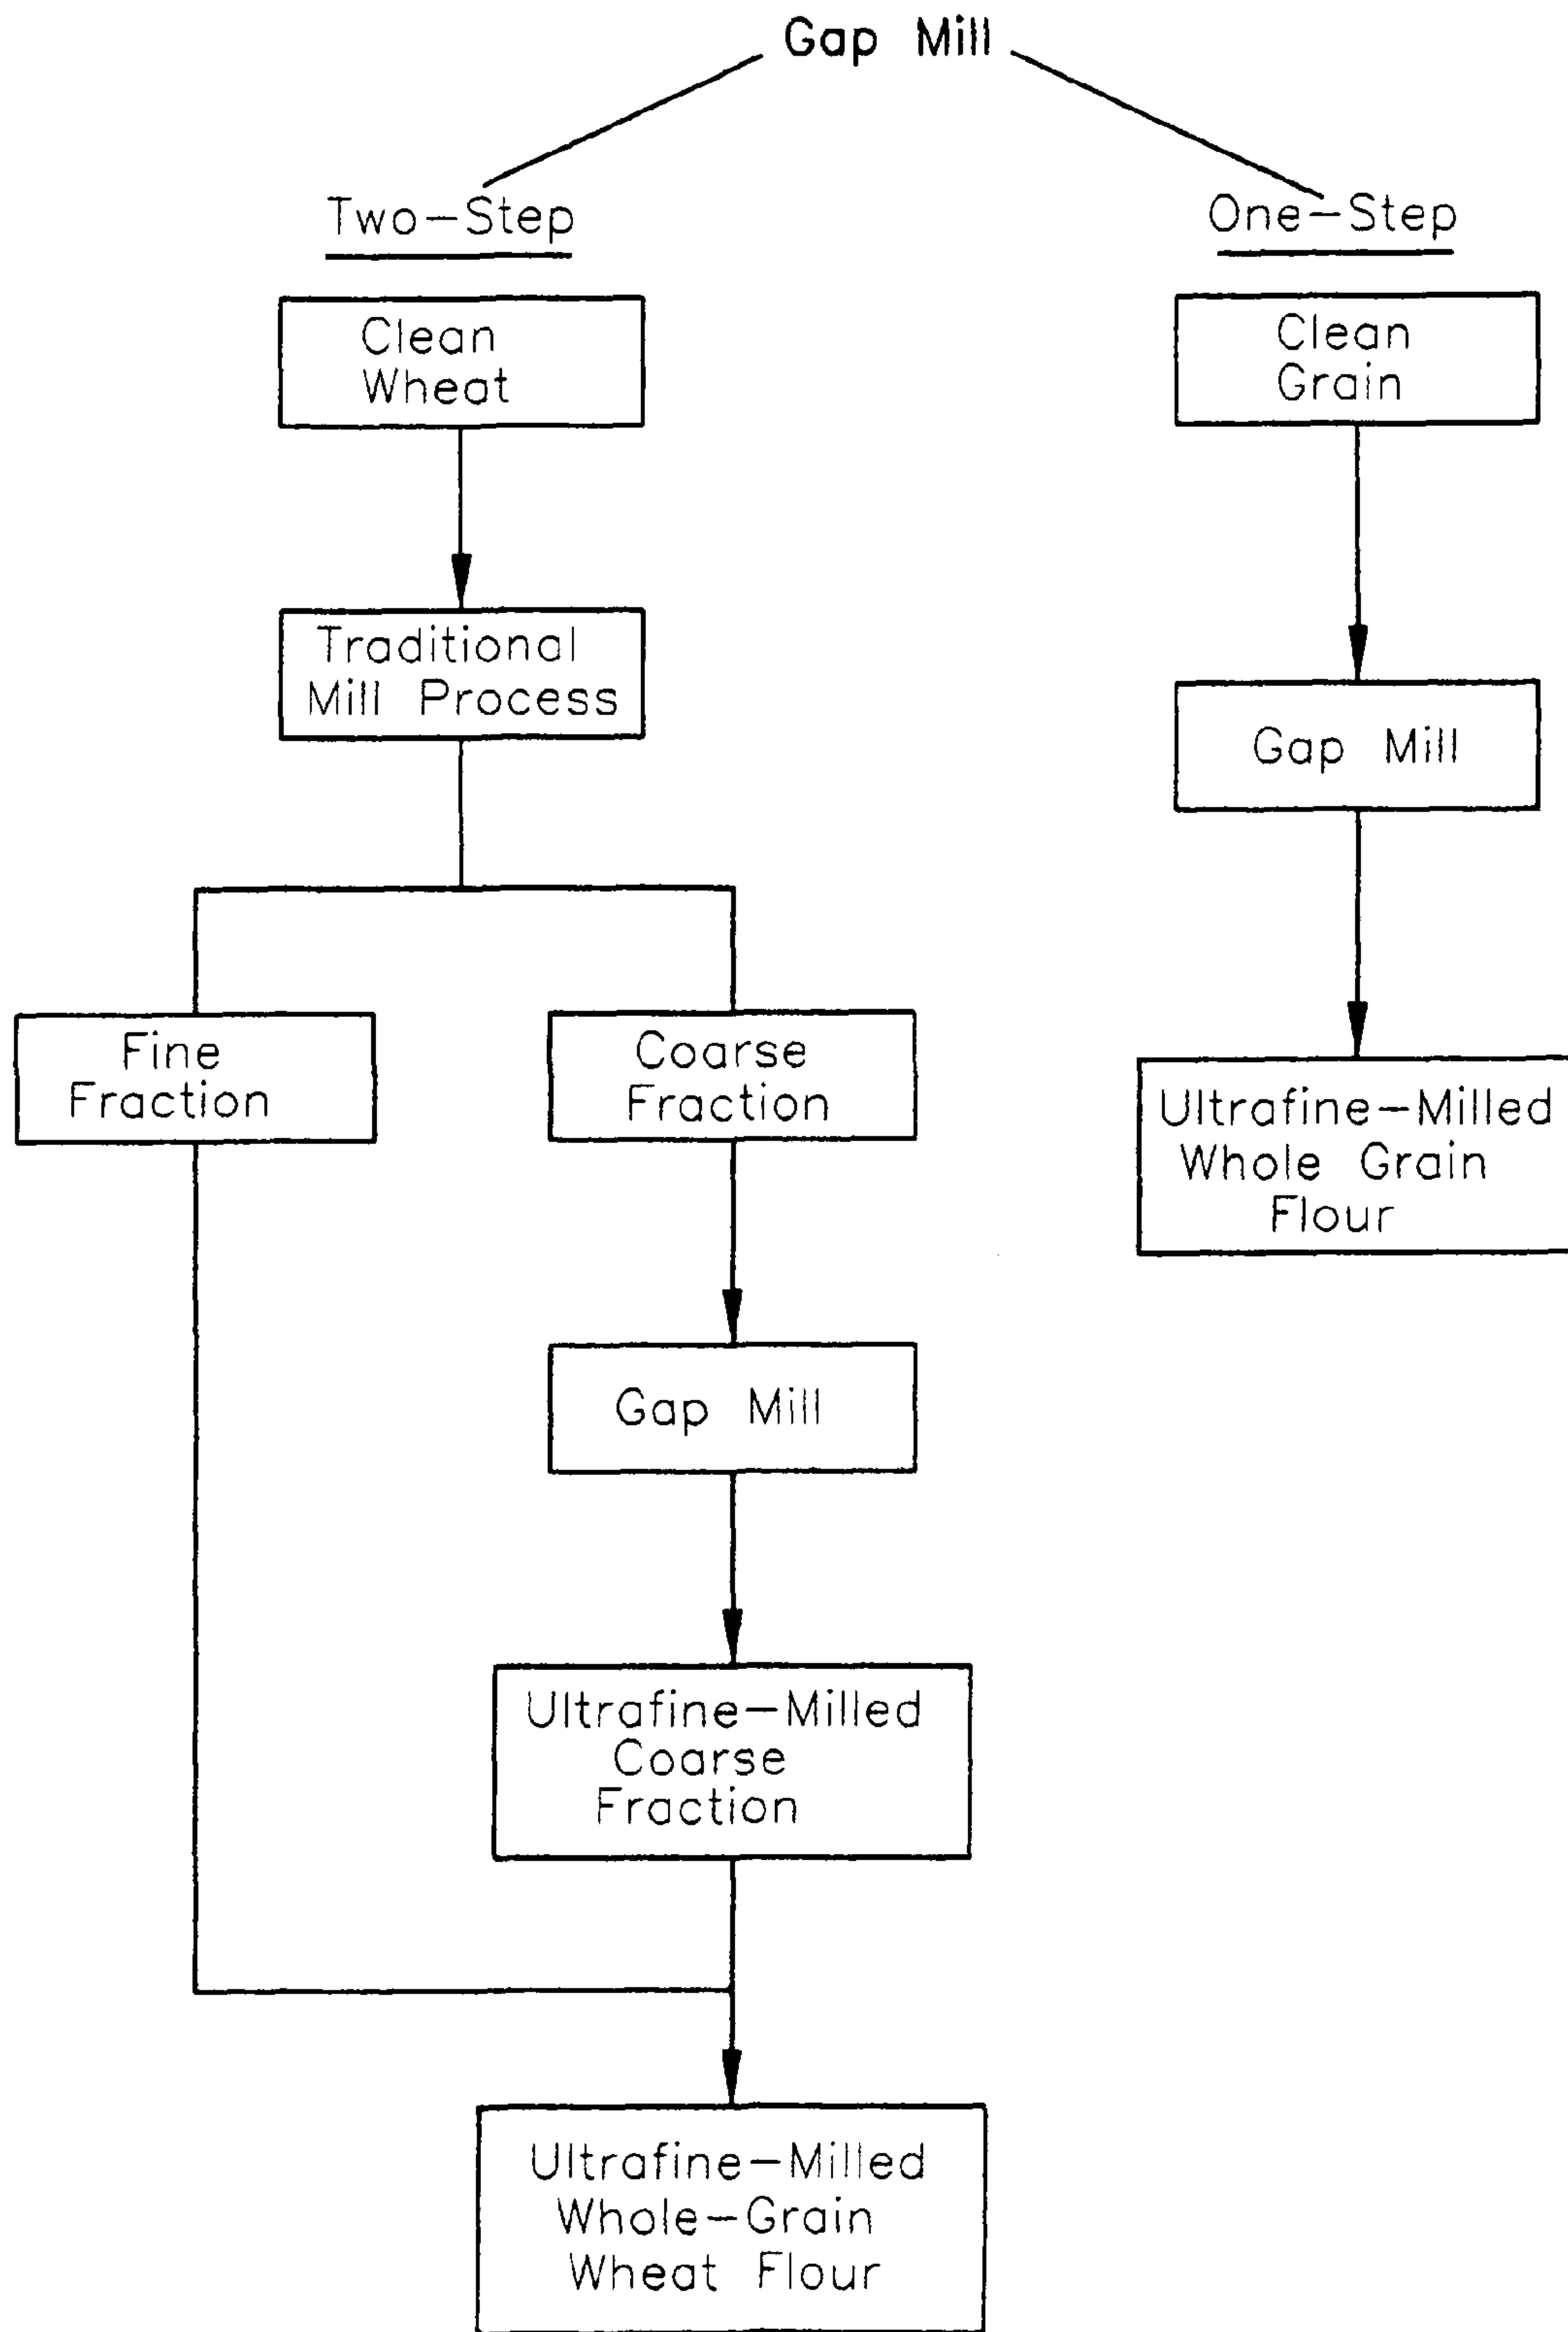 Gap Mill
Two-Step
Clean
Wheat
Traditional
Mill Process
Fine
Fraction
Coarse
Fraction
Gap Mill
Ultrafine-Milled
Coarse
Fraction
Ultrafine-Milled
Whole-Grain
Wheat Flour
One-Step
Clean
Grain
Gap Mill
Ultrafine-Milled
Whole Grain
Flour